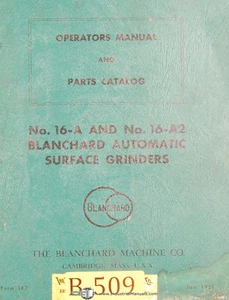 OPERATORS MANUAL
AND
PARTS CATALOG
No. 16-A AND No. 16-A2
BLANCHARD AUTOMATIC
SURFACE GRINDERS
BLANCHARD
THE BLANCHARD MACHINE CO.
CAMBRIDGE, MASS., U.S.A.
B-509